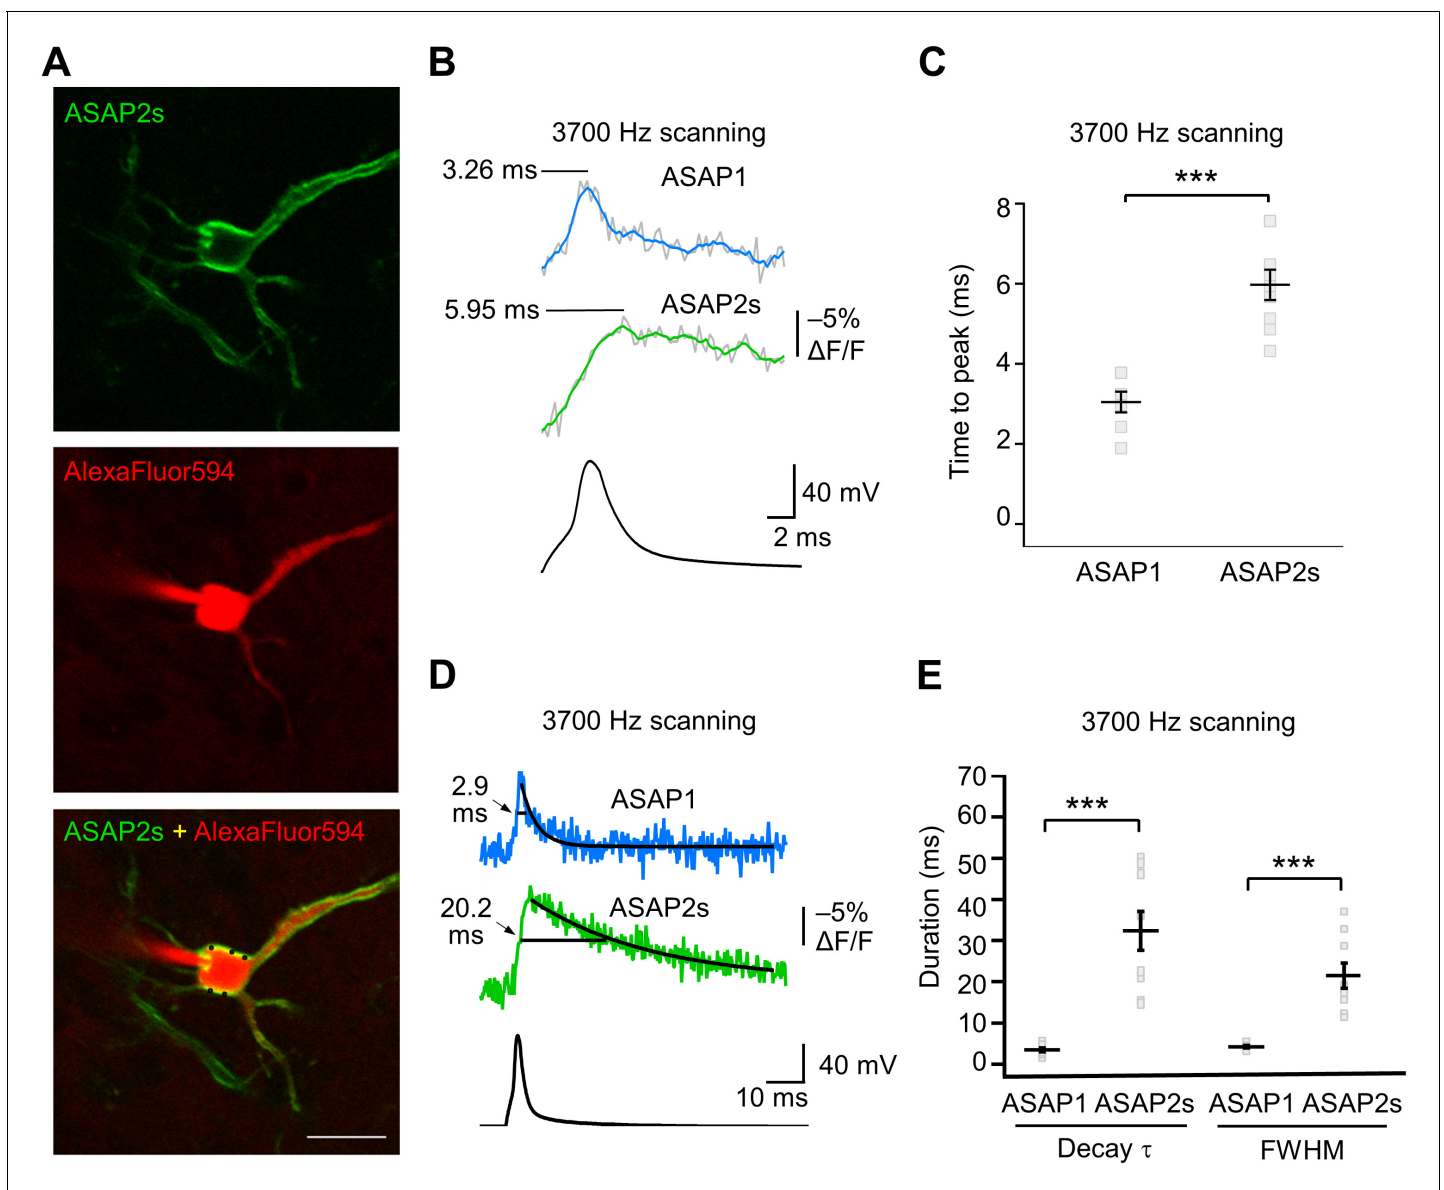 A
ASAP2s
AlexaFluor594
ASAP2s + AlexaFluor594
B
3700 Hz scanning
3.26 ms
ASAP1
5.95 ms
ASAP2s
–5%
ΔF/F
40 mV
2 ms
C
3700 Hz scanning
***
Time to peak (ms)
8
6
4
2
0
ASAP1 ASAP2s
D
3700 Hz scanning
2.9
ms
ASAP1
20.2
ms
ASAP2s
–5%
ΔF/F
40 mV
10 ms
E
3700 Hz scanning
***
***
Duration (ms)
70
60
50
40
30
20
10
0
ASAP1 ASAP2s ASAP1 ASAP2s
Decay τ FWHM